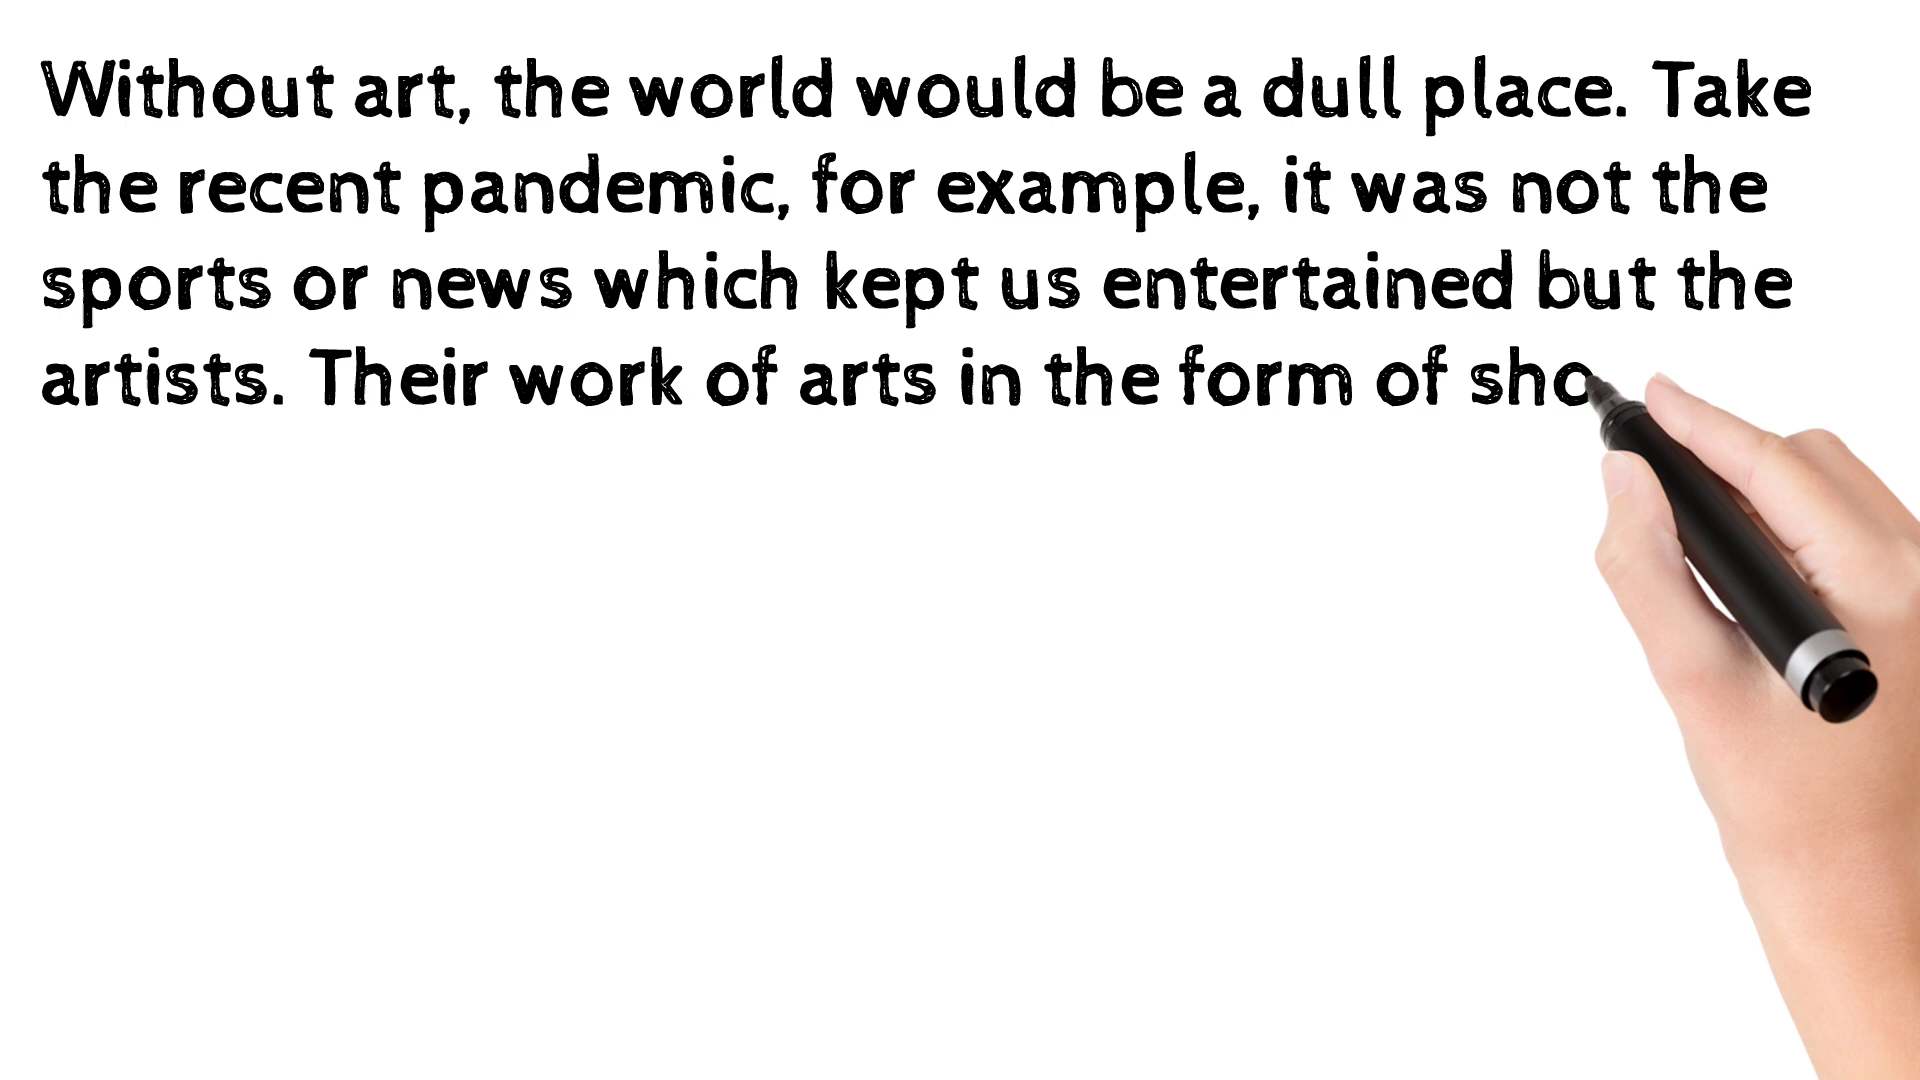 Without art, the world would be a dull place. Take
the recent pandemic, for example, it was not the
sports or news which kept us entertained but the
artists. Their work of arts in the form of sho